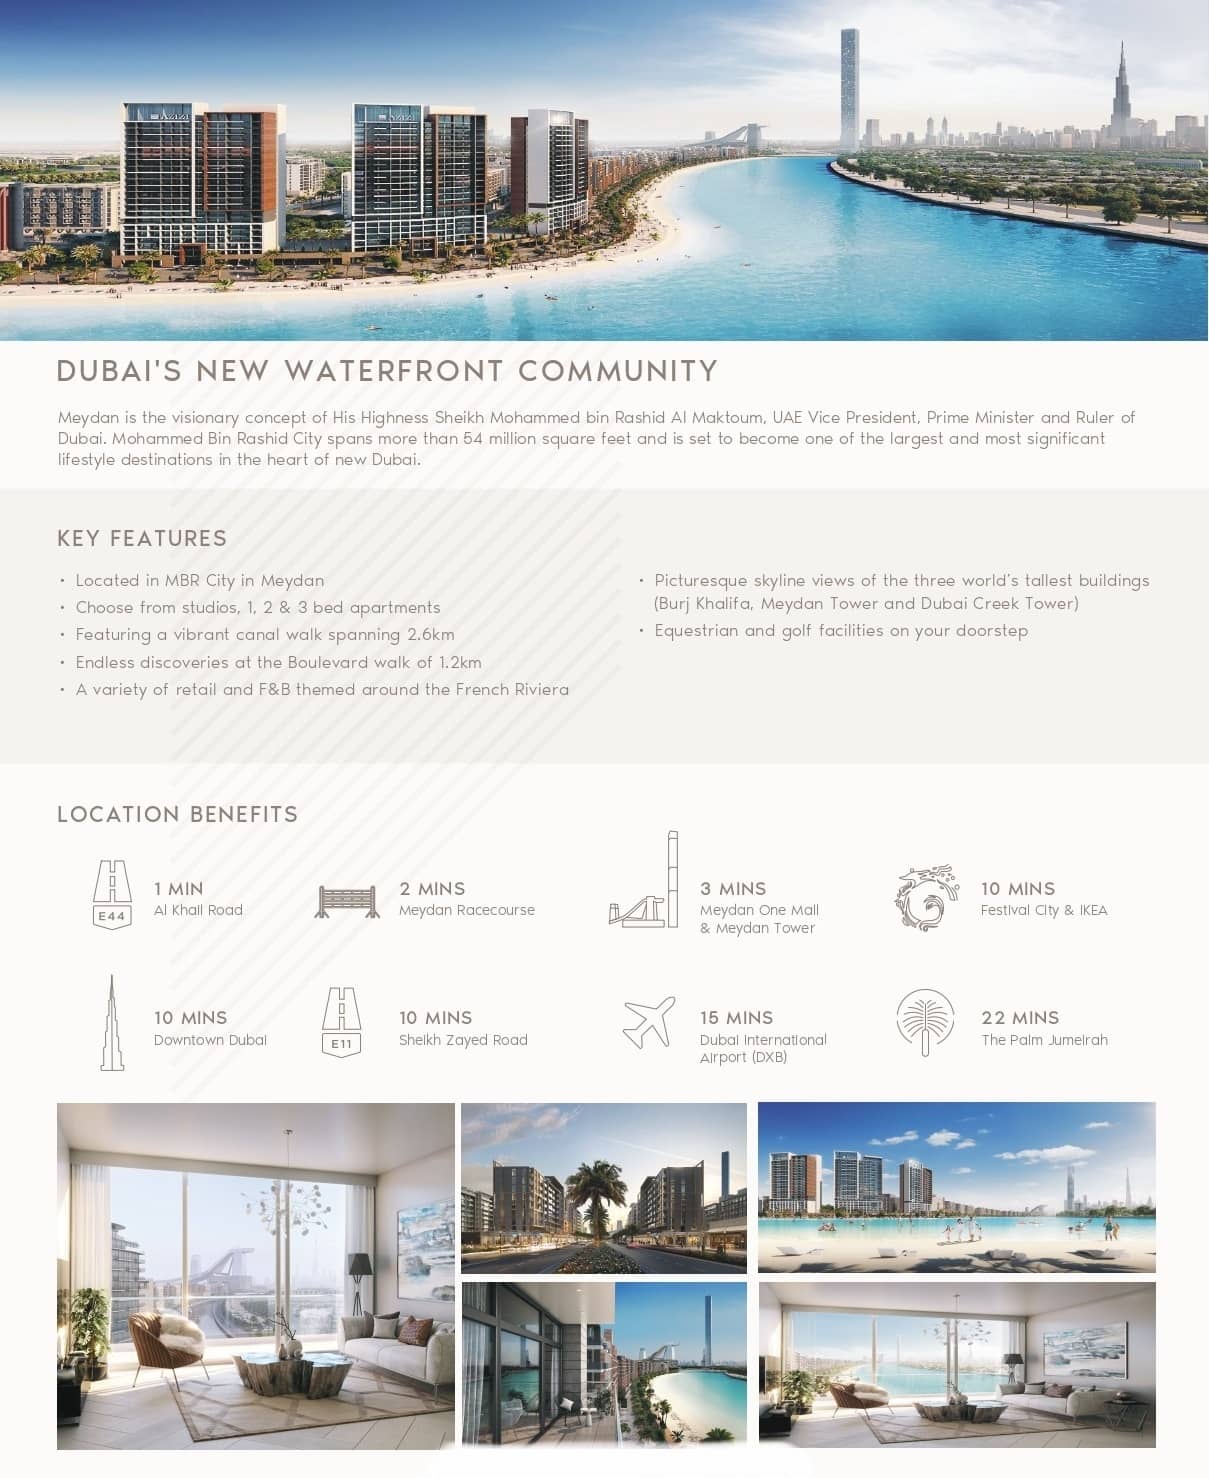 AZIZI
AZIZI
DUBAI'S NEW WATERFRONT COMMUNITY
Meydan is the visionary concept of His Highness Sheikh Mohammed bin Rashid Al Maktoum, UAE Vice President, Prime Minister and Ruler of
Dubai. Mohammed Bin Rashid City spans more than 54 million square feet and is set to become one of the largest and most significant
lifestyle destinations in the heart of new Dubai.
KEY FEATURES
• Located in MBR City in Meydan
• Choose from studios, 1, 2 & 3 bed apartments
• Featuring a vibrant canal walk spanning 2.6km
• Endless discoveries at the Boulevard walk of 1.2km
• A variety of retail and F&B themed around the French Riviera
• Picturesque skyline views of the three world's tallest buildings
(Burj Khalifa, Meydan Tower and Dubai Creek Tower)
• Equestrian and golf facilities on your doorstep
LOCATION BENEFITS
E44
1 MIN
Al Khail Road
2 MINS
Meydan Racecourse
3 MINS
Meydan One Mall
& Meydan Tower
10 MINS
Festival City & IKEA
10 MINS
Downtown Dubai
E11
10 MINS
Sheikh Zayed Road
15 MINS
Dubai International
Airport (DXB)
22 MINS
The Palm Jumeirah